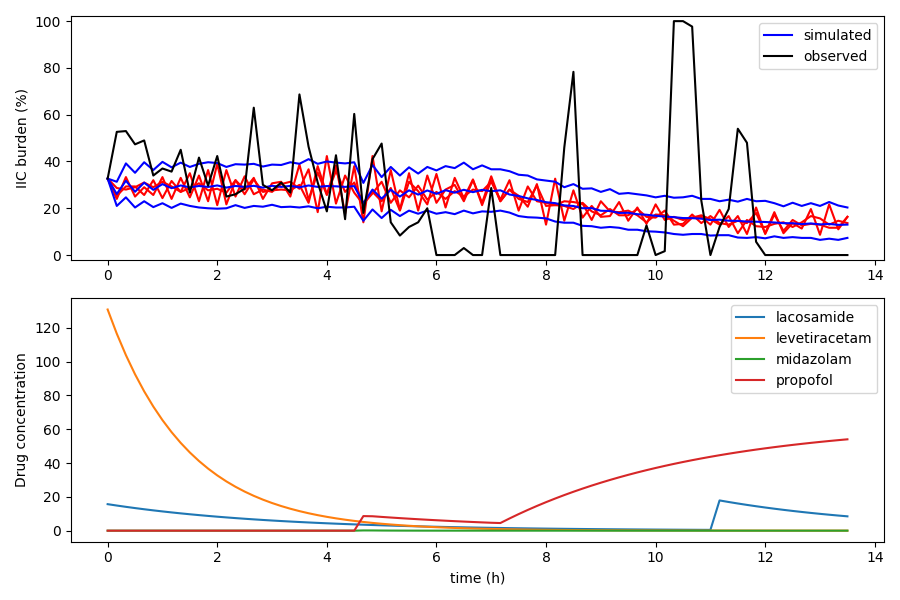 IIC burden (%)
100
80
60
40
20
0
simulated
observed
0 2 4 6 8 10 12 14
Drug concentration
120
100
80
60
40
20
0
lacosamide
levetiracetam
midazolam
propofol
0 2 4 6 8 10 12 14
time (h)